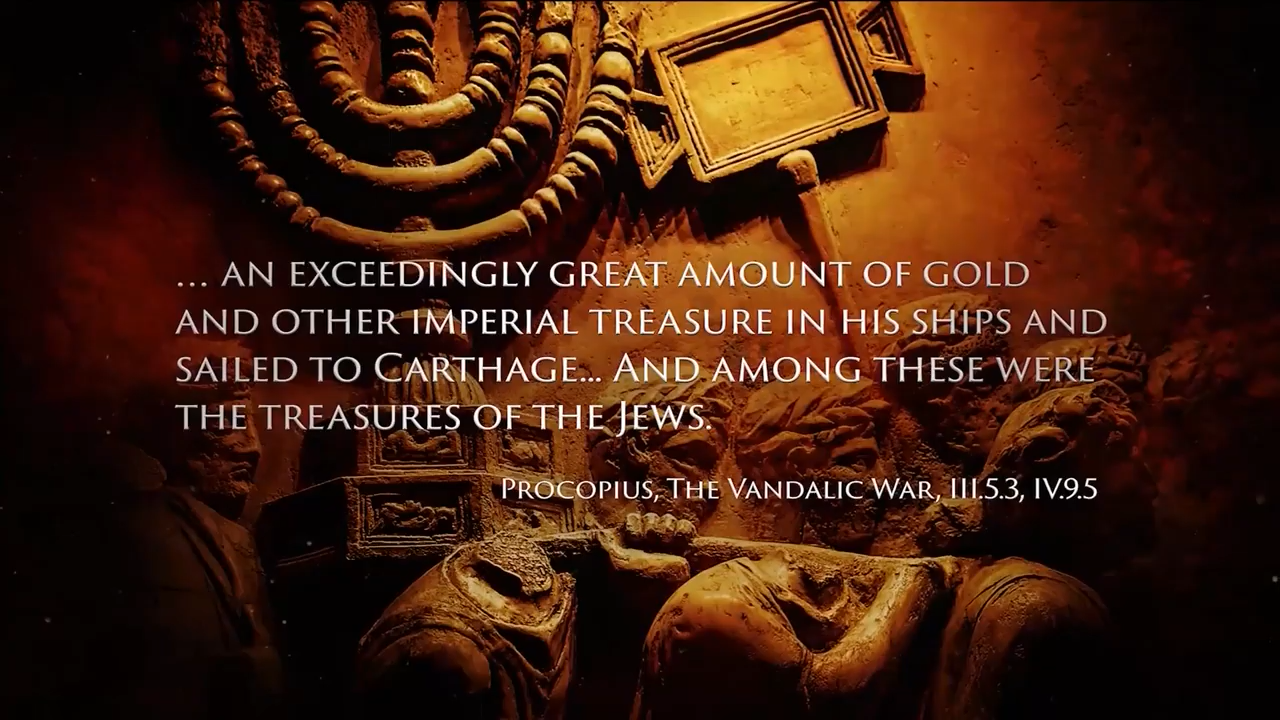 ... AN EXCEEDINGLY GREAT AMOUNT OF GOLD
AND OTHER IMPERIAL TREASURE IN HIS SHIPS AND
SAILED TO CARTHAGE... AND AMONG THESE WERE
THE TREASURES OF THE JEWS.
PROCOPIUS, THE VANDALIC WAR, III.5.3, IV.9.5